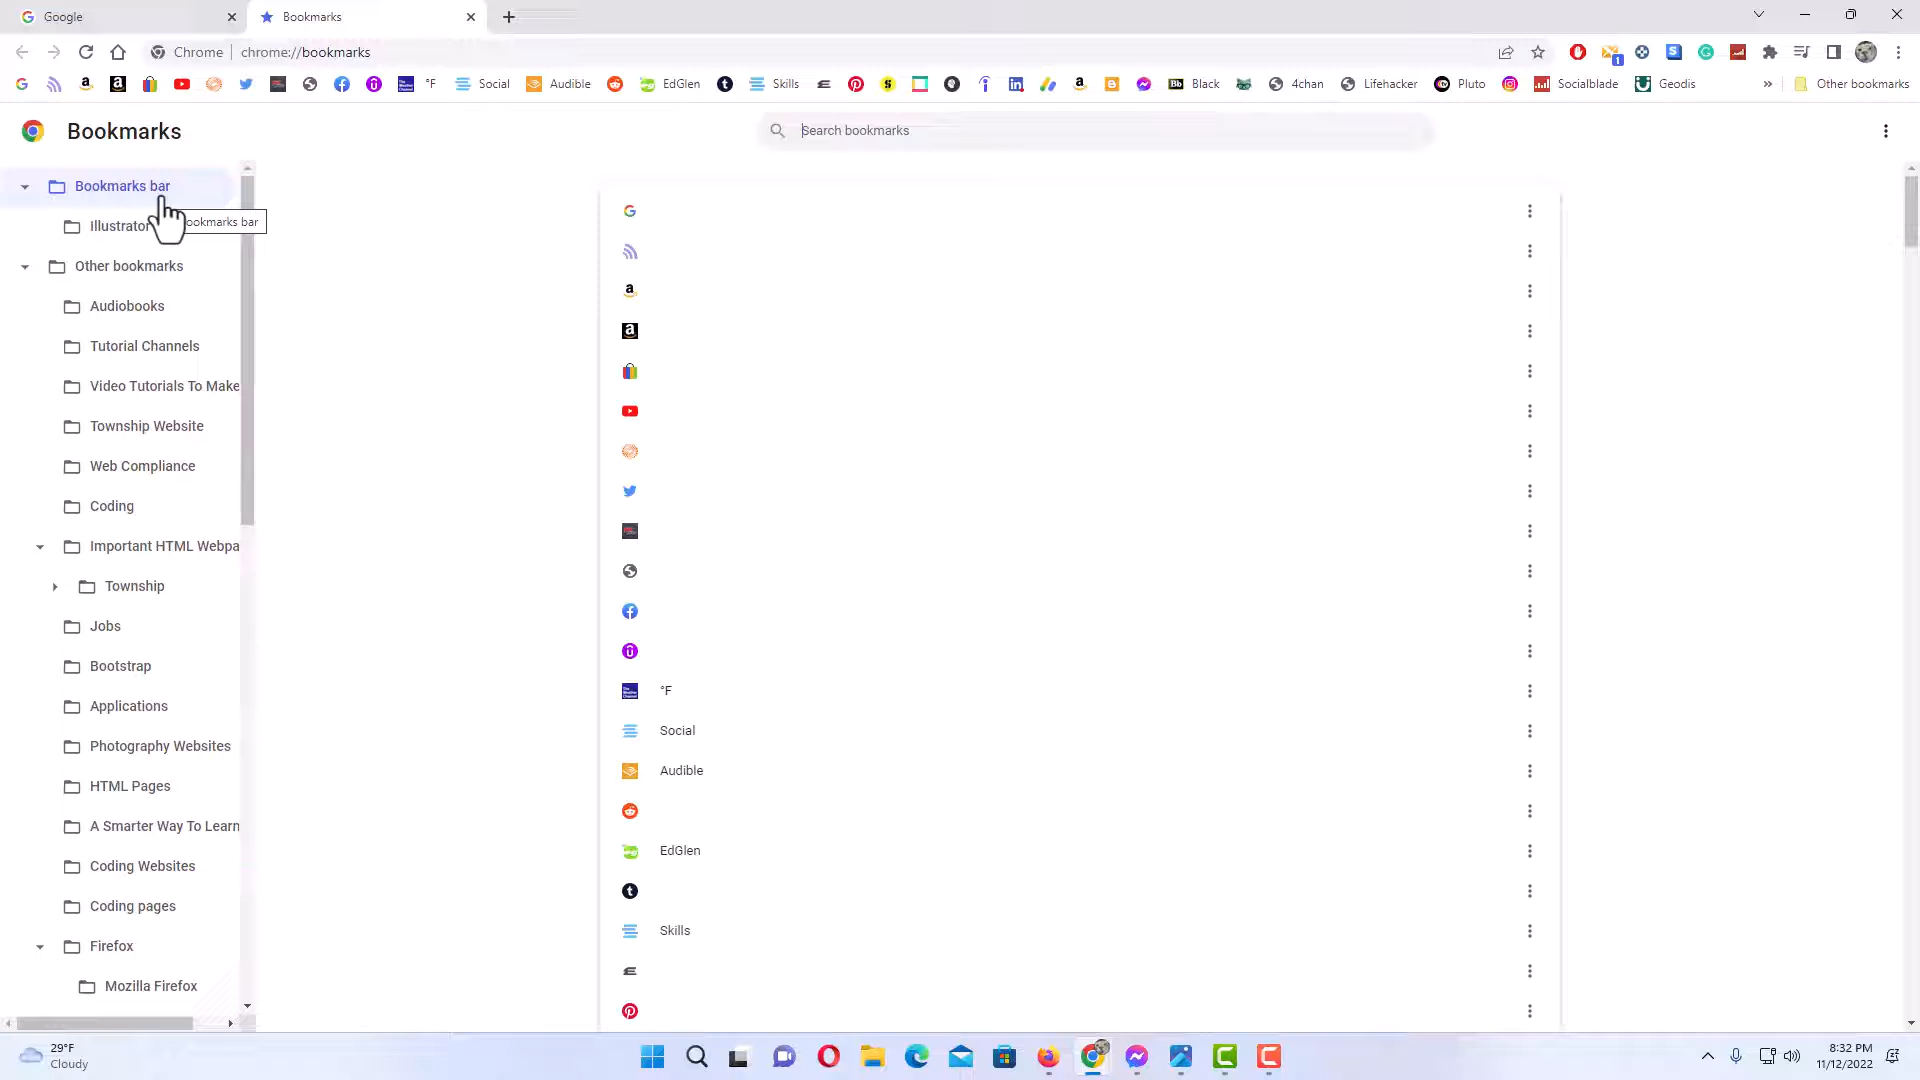 Google
Bookmarks
Chrome
chrome://bookmarks
1
°F
Social
Audible
EdGlen
Skills
Bb
Black
4chan
Lifehacker
Pluto
Socialblade
Geodis
»
Other bookmarks
Bookmarks
Search bookmarks
Bookmarks bar
ookmarks bar
Illustrator
Other bookmarks
Audiobooks
Tutorial Channels
Video Tutorials To Make
Township Website
Web Compliance
Coding
Important HTML Webpa
Township
Jobs
Bootstrap
Applications
Photography Websites
HTML Pages
A Smarter Way To Learn
Coding Websites
Coding pages
Firefox
Mozilla Firefox
°F
Social
Audible
EdGlen
Skills
29°F
Cloudy
8:32 PM
11/12/2022